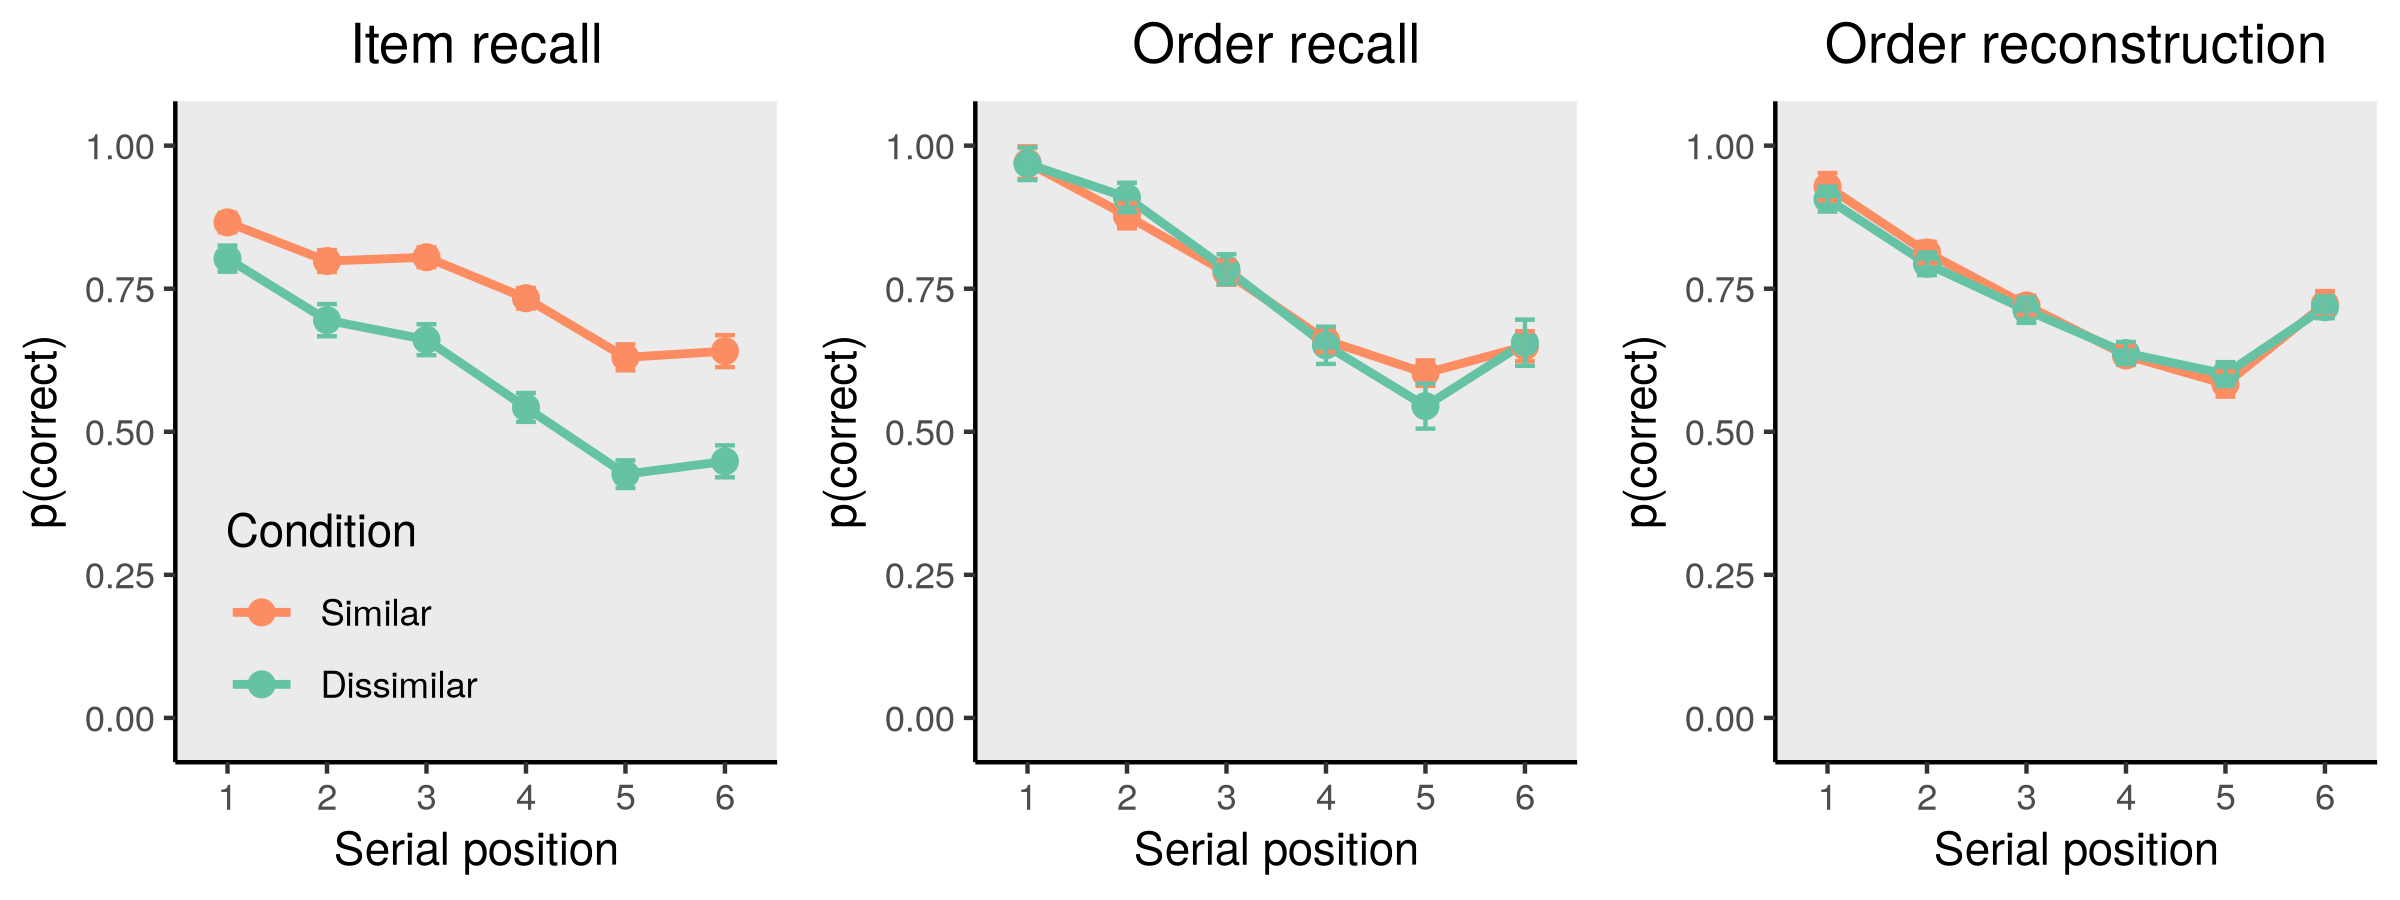 Item recall
p(correct)
1.00
0.75
0.50
0.25
0.00
Condition
Similar
Dissimilar
1 2 3 4 5 6
Serial position
Order recall
p(correct)
1.00
0.75
0.50
0.25
0.00
1 2 3 4 5 6
Serial position
Order reconstruction
p(correct)
1.00
0.75
0.50
0.25
0.00
1 2 3 4 5 6
Serial position